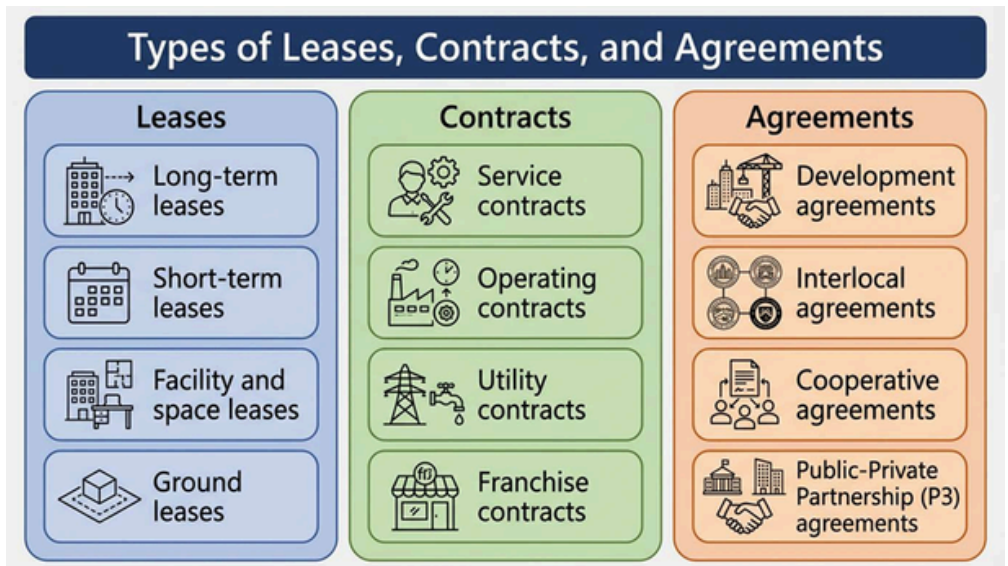 Types of Leases, Contracts, and Agreements
Leases
Long-term
leases
Short-term
leases
Facility and
space leases
Ground
leases
Contracts
Service
contracts
Operating
contracts
Utility
contracts
Franchise
contracts
Agreements
Development
agreements
Interlocal
agreements
Cooperative
agreements
Public-Private
Partnership (P3)
agreements